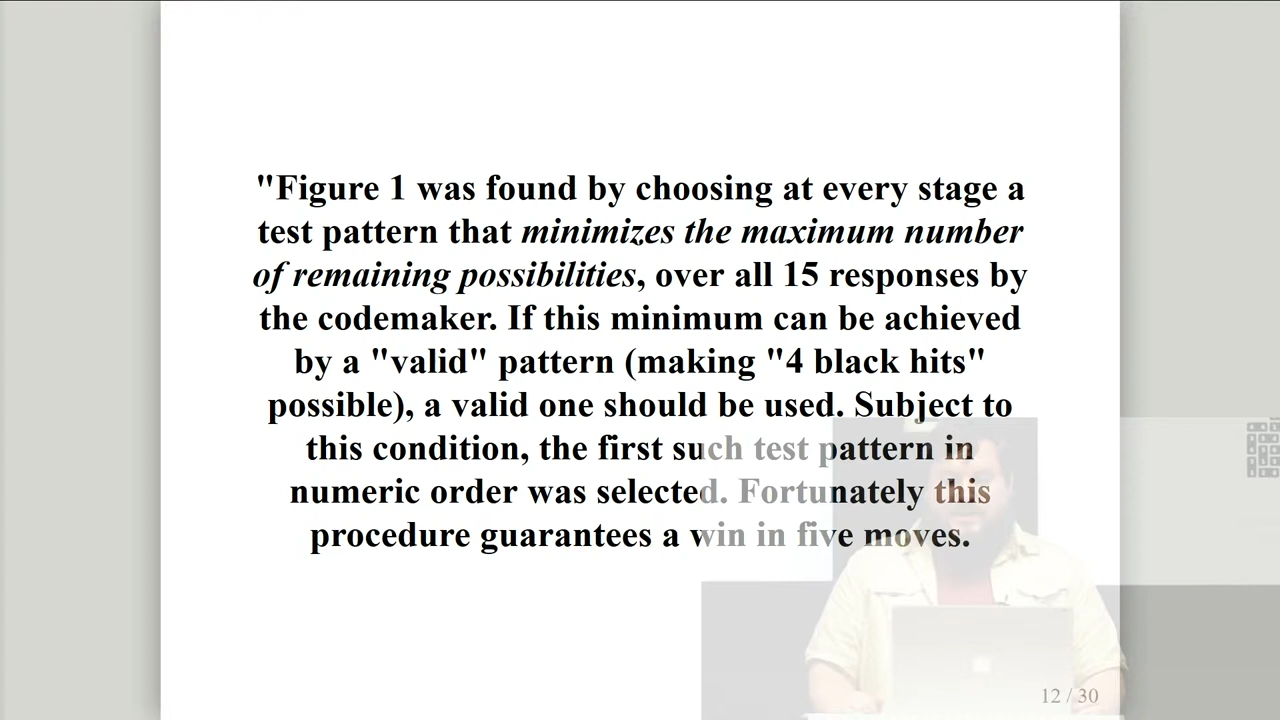 "Figure 1 was found by choosing at every stage a
test pattern that minimizes the maximum number
of remaining possibilities, over all 15 responses by
the codemaker. If this minimum can be achieved
by a "valid" pattern (making "4 black hits"
possible), a valid one should be used. Subject to
this condition, the first such test pattern in
numeric order was selected. Fortunately this
procedure guarantees a win in five moves.
12 / 30